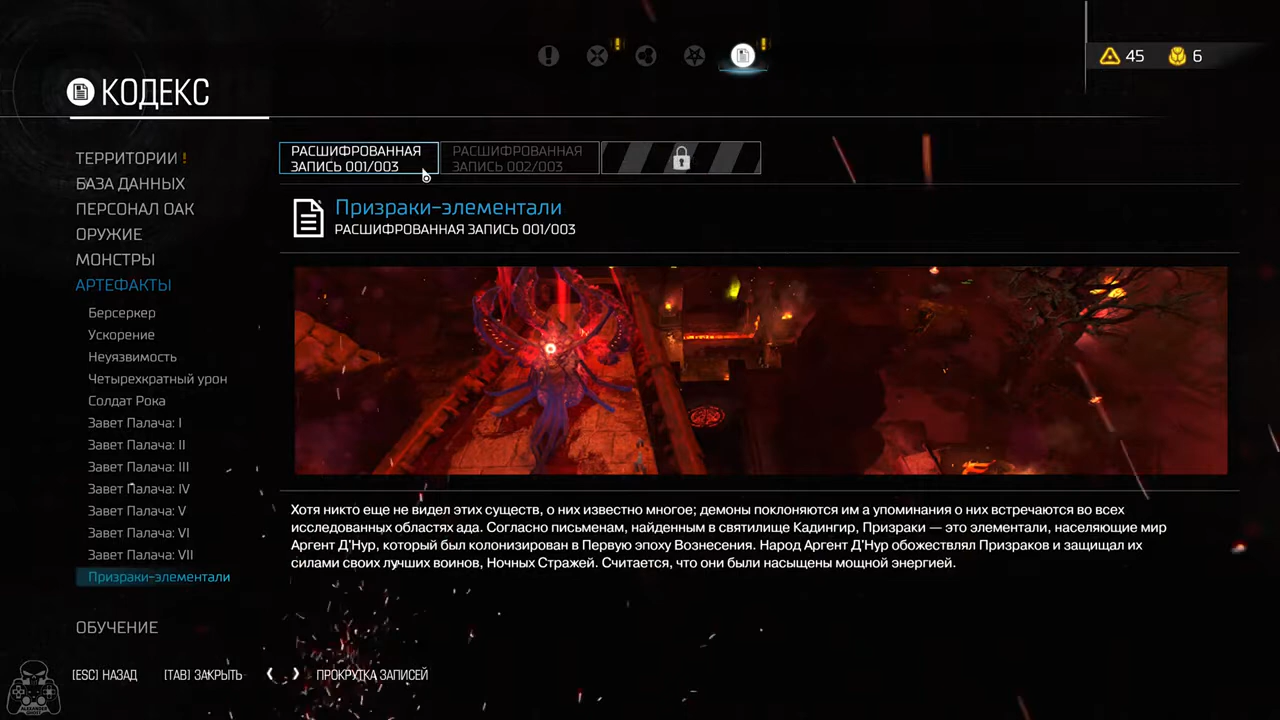 45 6
КОДЕКС
ТЕРРИТОРИИ !
БАЗА ДАННЫХ
ПЕРСОНАЛ ОАК
ОРУЖИЕ
МОНСТРЫ
АРТЕФАКТЫ
Берсеркер
Ускорение
Неуязвимость
Четырехкратный урон
Солдат Рока
Завет Палача: I
Завет Палача: II
Завет Палача: III
Завет Палача: IV
Завет Палача: V
Завет Палача: VI
Завет Палача: VII
Призраки-элементали
ОБУЧЕНИЕ
РАСШИФРОВАННАЯ
ЗАПИСЬ 001/003
РАСШИФРОВАННАЯ
ЗАПИСЬ 002/003
Призраки-элементали
РАСШИФРОВАННАЯ ЗАПИСЬ 001/003
Хотя никто еще не видел этих существ, о них известно многое; демоны поклоняются им а упоминания о них встречаются во всех
исследованных областях ада. Согласно письменам, найденным в святилище Кадингир, Призраки — это элементали, населяющие мир
Аргент Д'Нур, который был колонизирован в Первую эпоху Вознесения. Народ Аргент Д'Нур обожествлял Призраков и защищал их
силами своих лучших воинов, Ночных Стражей. Считается, что они были насыщены мощной энергией.
[ESC] НАЗАД [TAB] ЗАКРЫТЬ ПРОКРУТКА ЗАПИСЕЙ